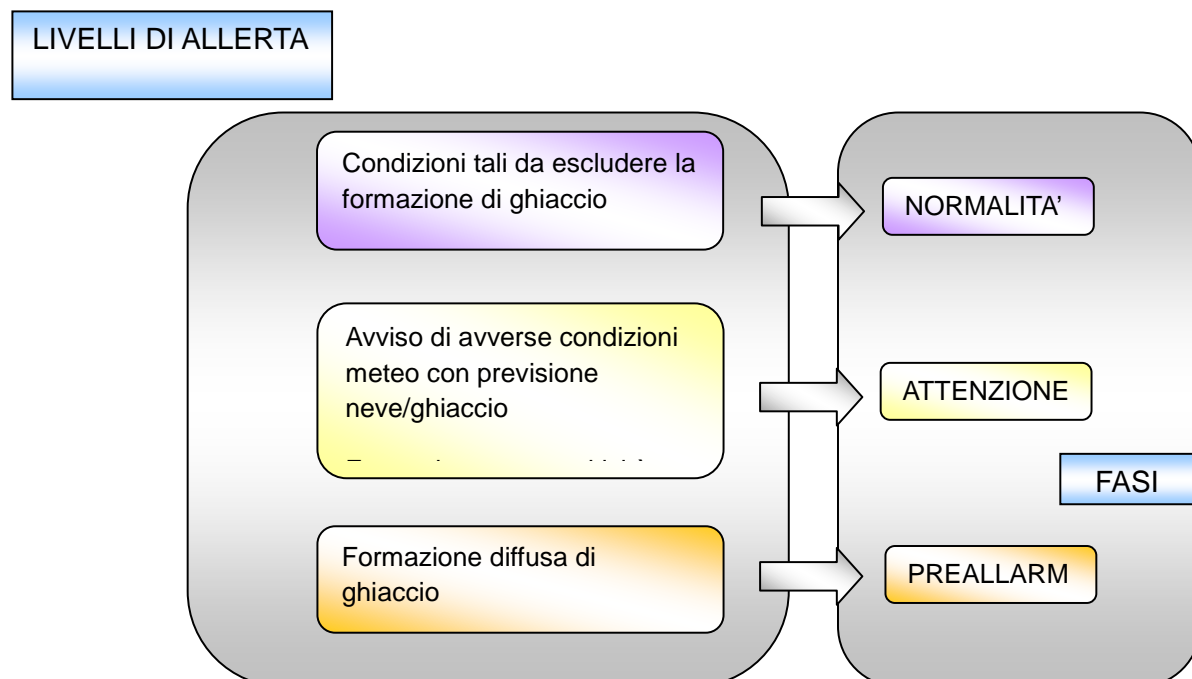 LIVELLI DI ALLERTA
Condizioni tali da escludere la
formazione di ghiaccio
NORMALITA’
Avviso di avverse condizioni
meteo con previsione
neve/ghiaccio
ATTENZIONE
FASI
Formazione diffusa di
ghiaccio
PREALLARM